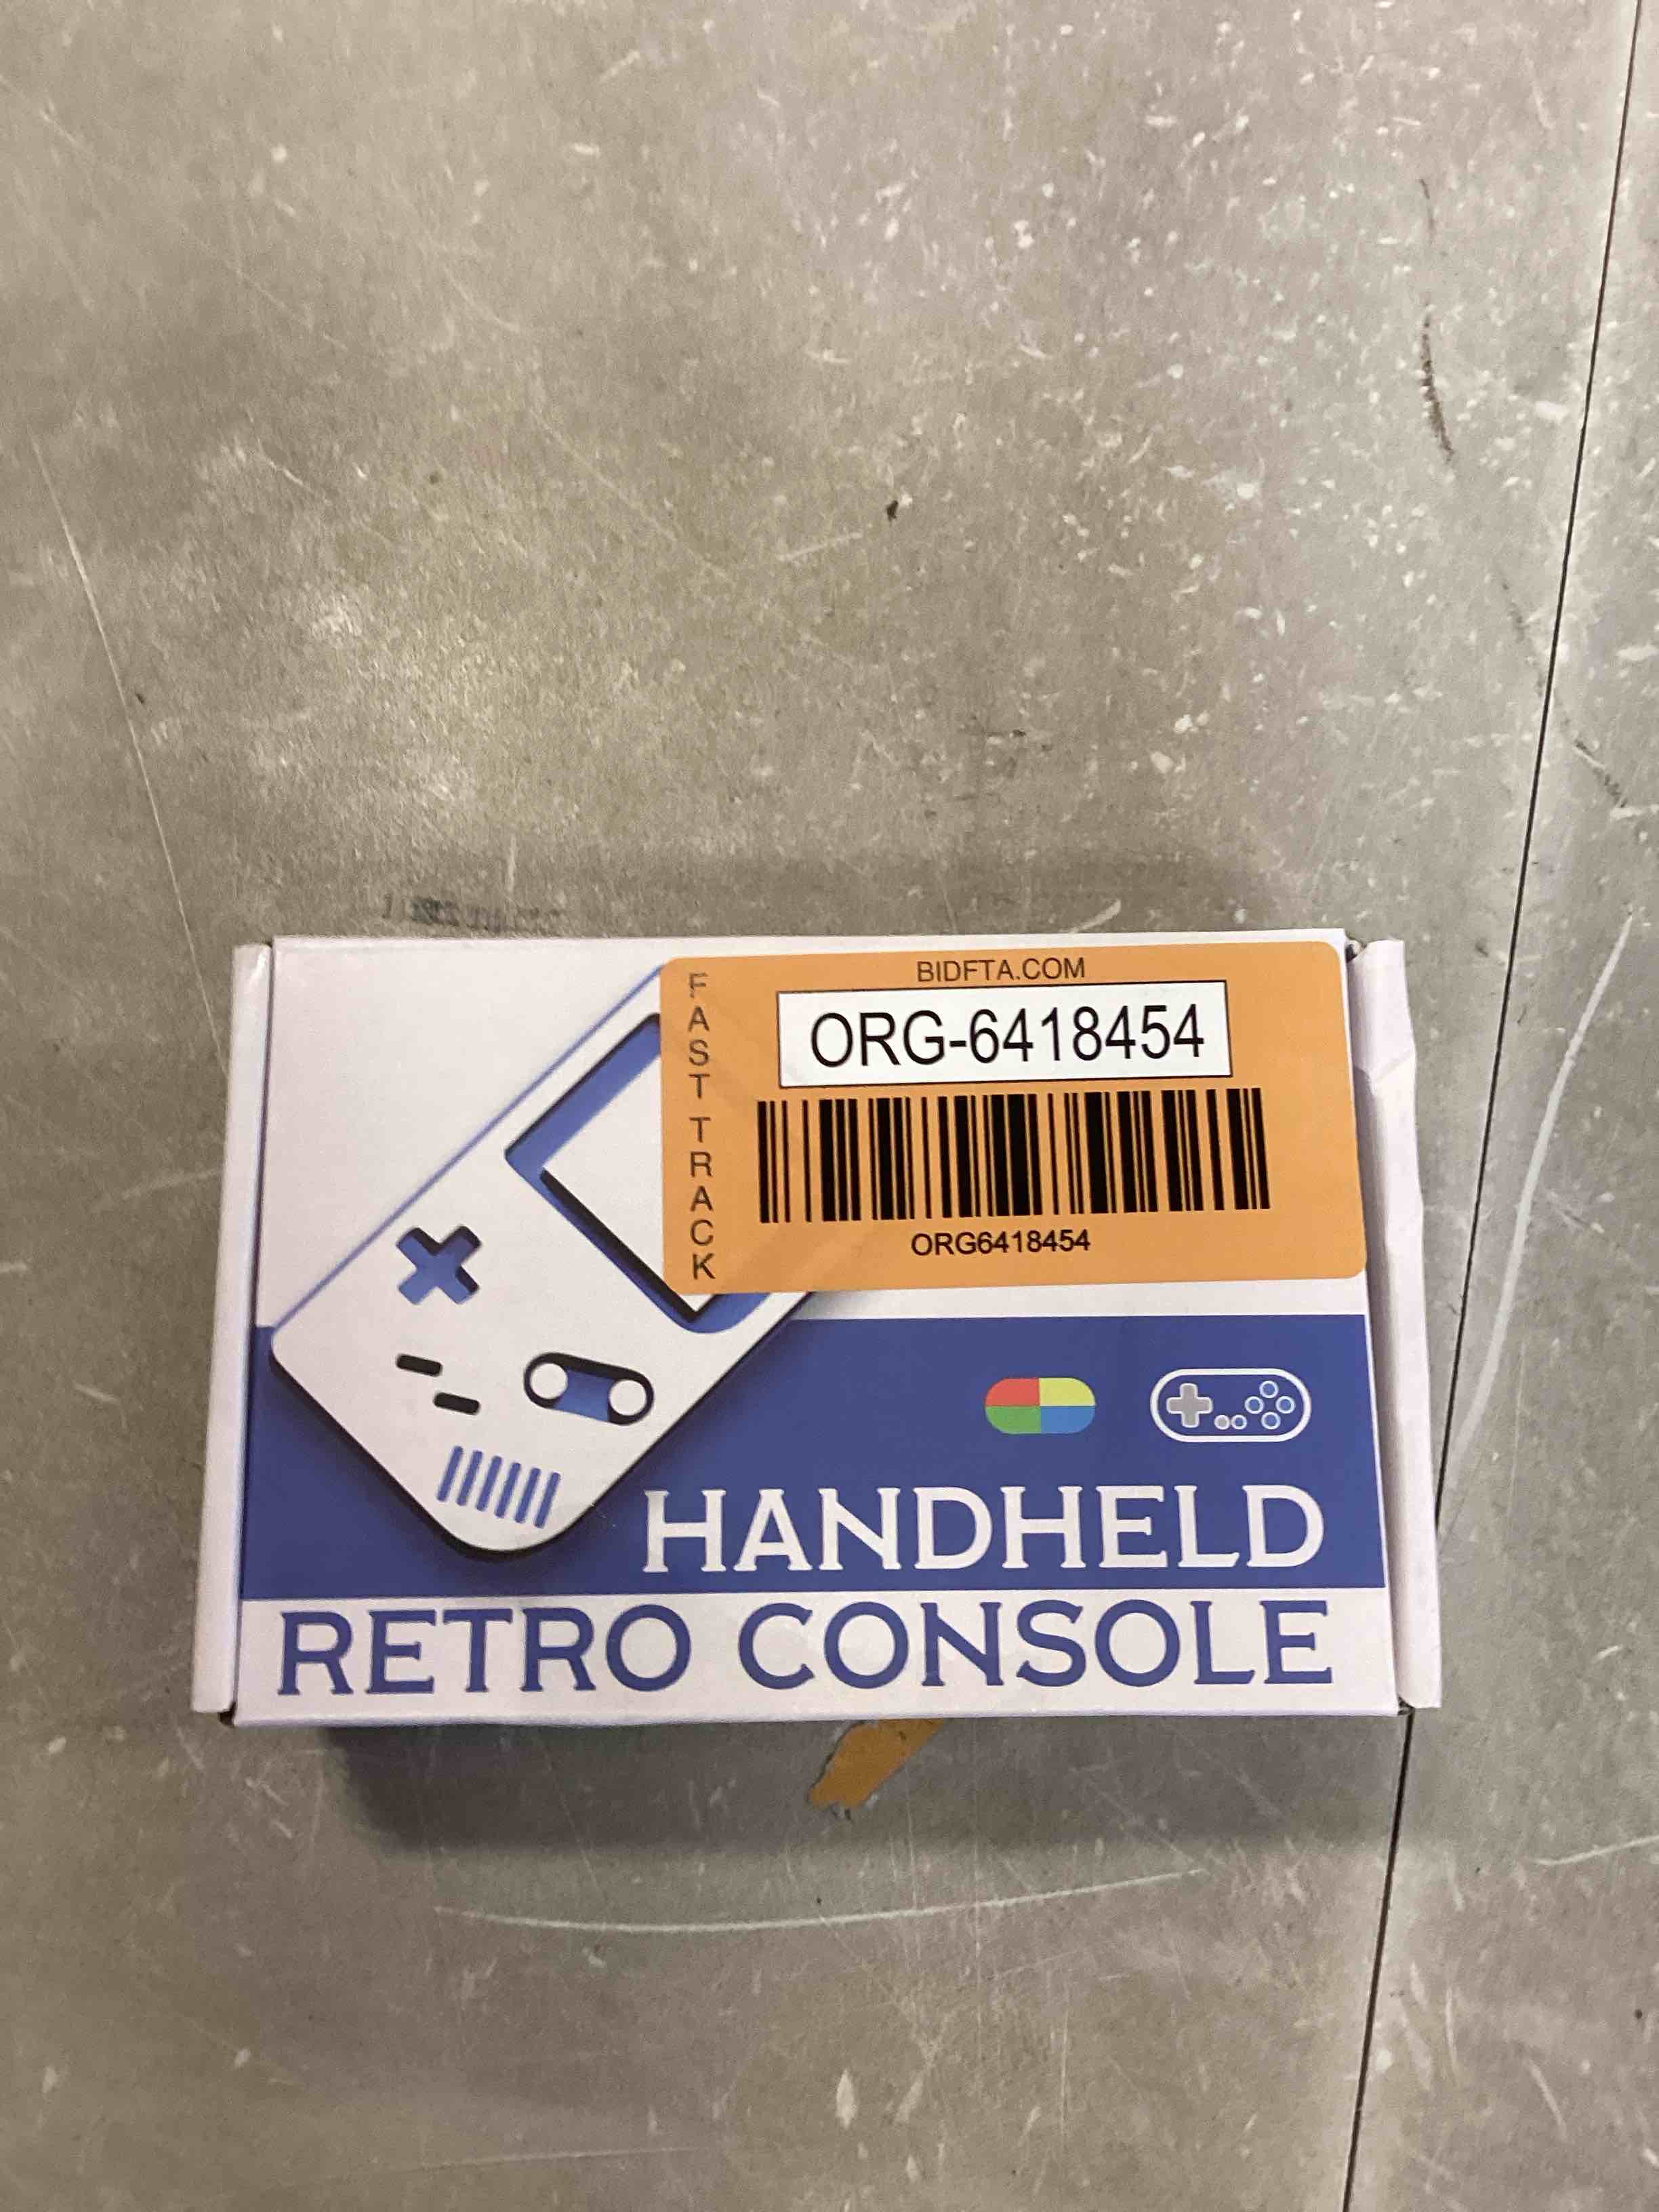 BIDFTA.COM
FAST TRACK
ORG-6418454
ORG6418454
HANDHELD
RETRO CONSOLE